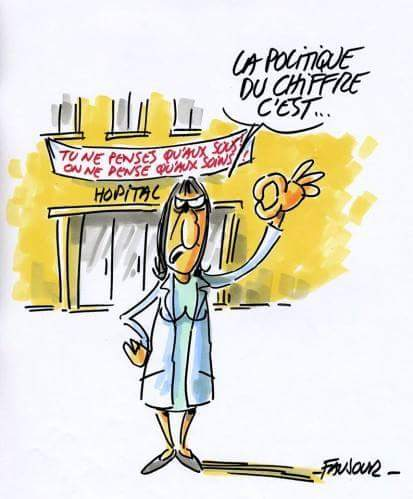 LA POLITIQUE
DU CHIFFRE
C'EST...
TU NE PENSES QU'AUX SOUS !
ON NE PENSE QU'AUX SOINS !
HOPITAL
FAUJOUR